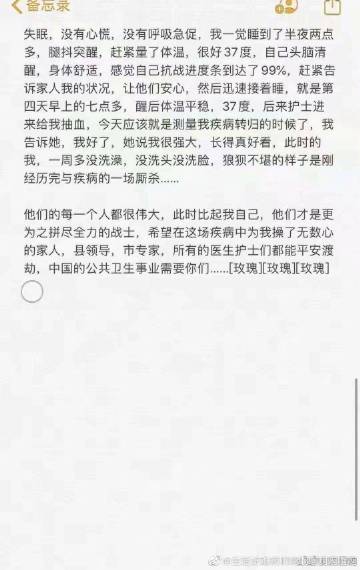 备忘录
失眠，没有心慌，没有呼吸急促，我一觉睡到了半夜两点
多，腿抖突醒，赶紧量了体温，很好37度，自己头脑清
醒，身体舒适，感觉自己抗战进度条到达了99%，赶紧告
诉家人我的状况，让他们安心，然后迅速接着睡，就是第
四天早上的七点多，醒后体温平稳，37度，后来护士进
来给我抽血，今天应该就是测量我疾病转归的时候了，我
告诉她，我好了，她说我很强大，长得真好看，此时的
我，一周多没洗澡，没洗头没洗脸，狼狈不堪的样子是刚
经历完与疾病的一场厮杀......
他们的每一个人都很伟大，此时比起我自己，他们才是更
为之拼尽全力的战士，希望在这场疾病中为我操了无数心
的家人，县领导，市专家，所有的医生护士们都能平安渡
劫，中国的公共卫生事业需要你们......[玫瑰][玫瑰][玫瑰]